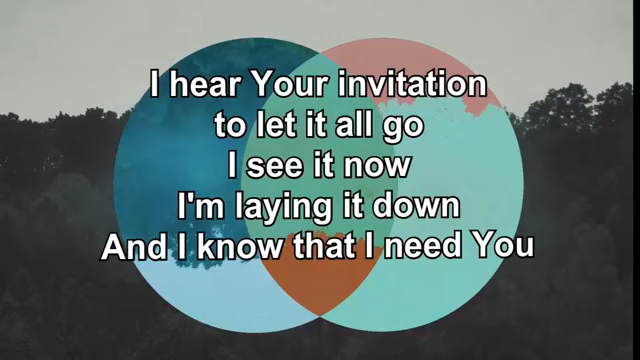 I hear Your invitation
to let it all go
I see it now
I'm laying it down
And I know that I need You